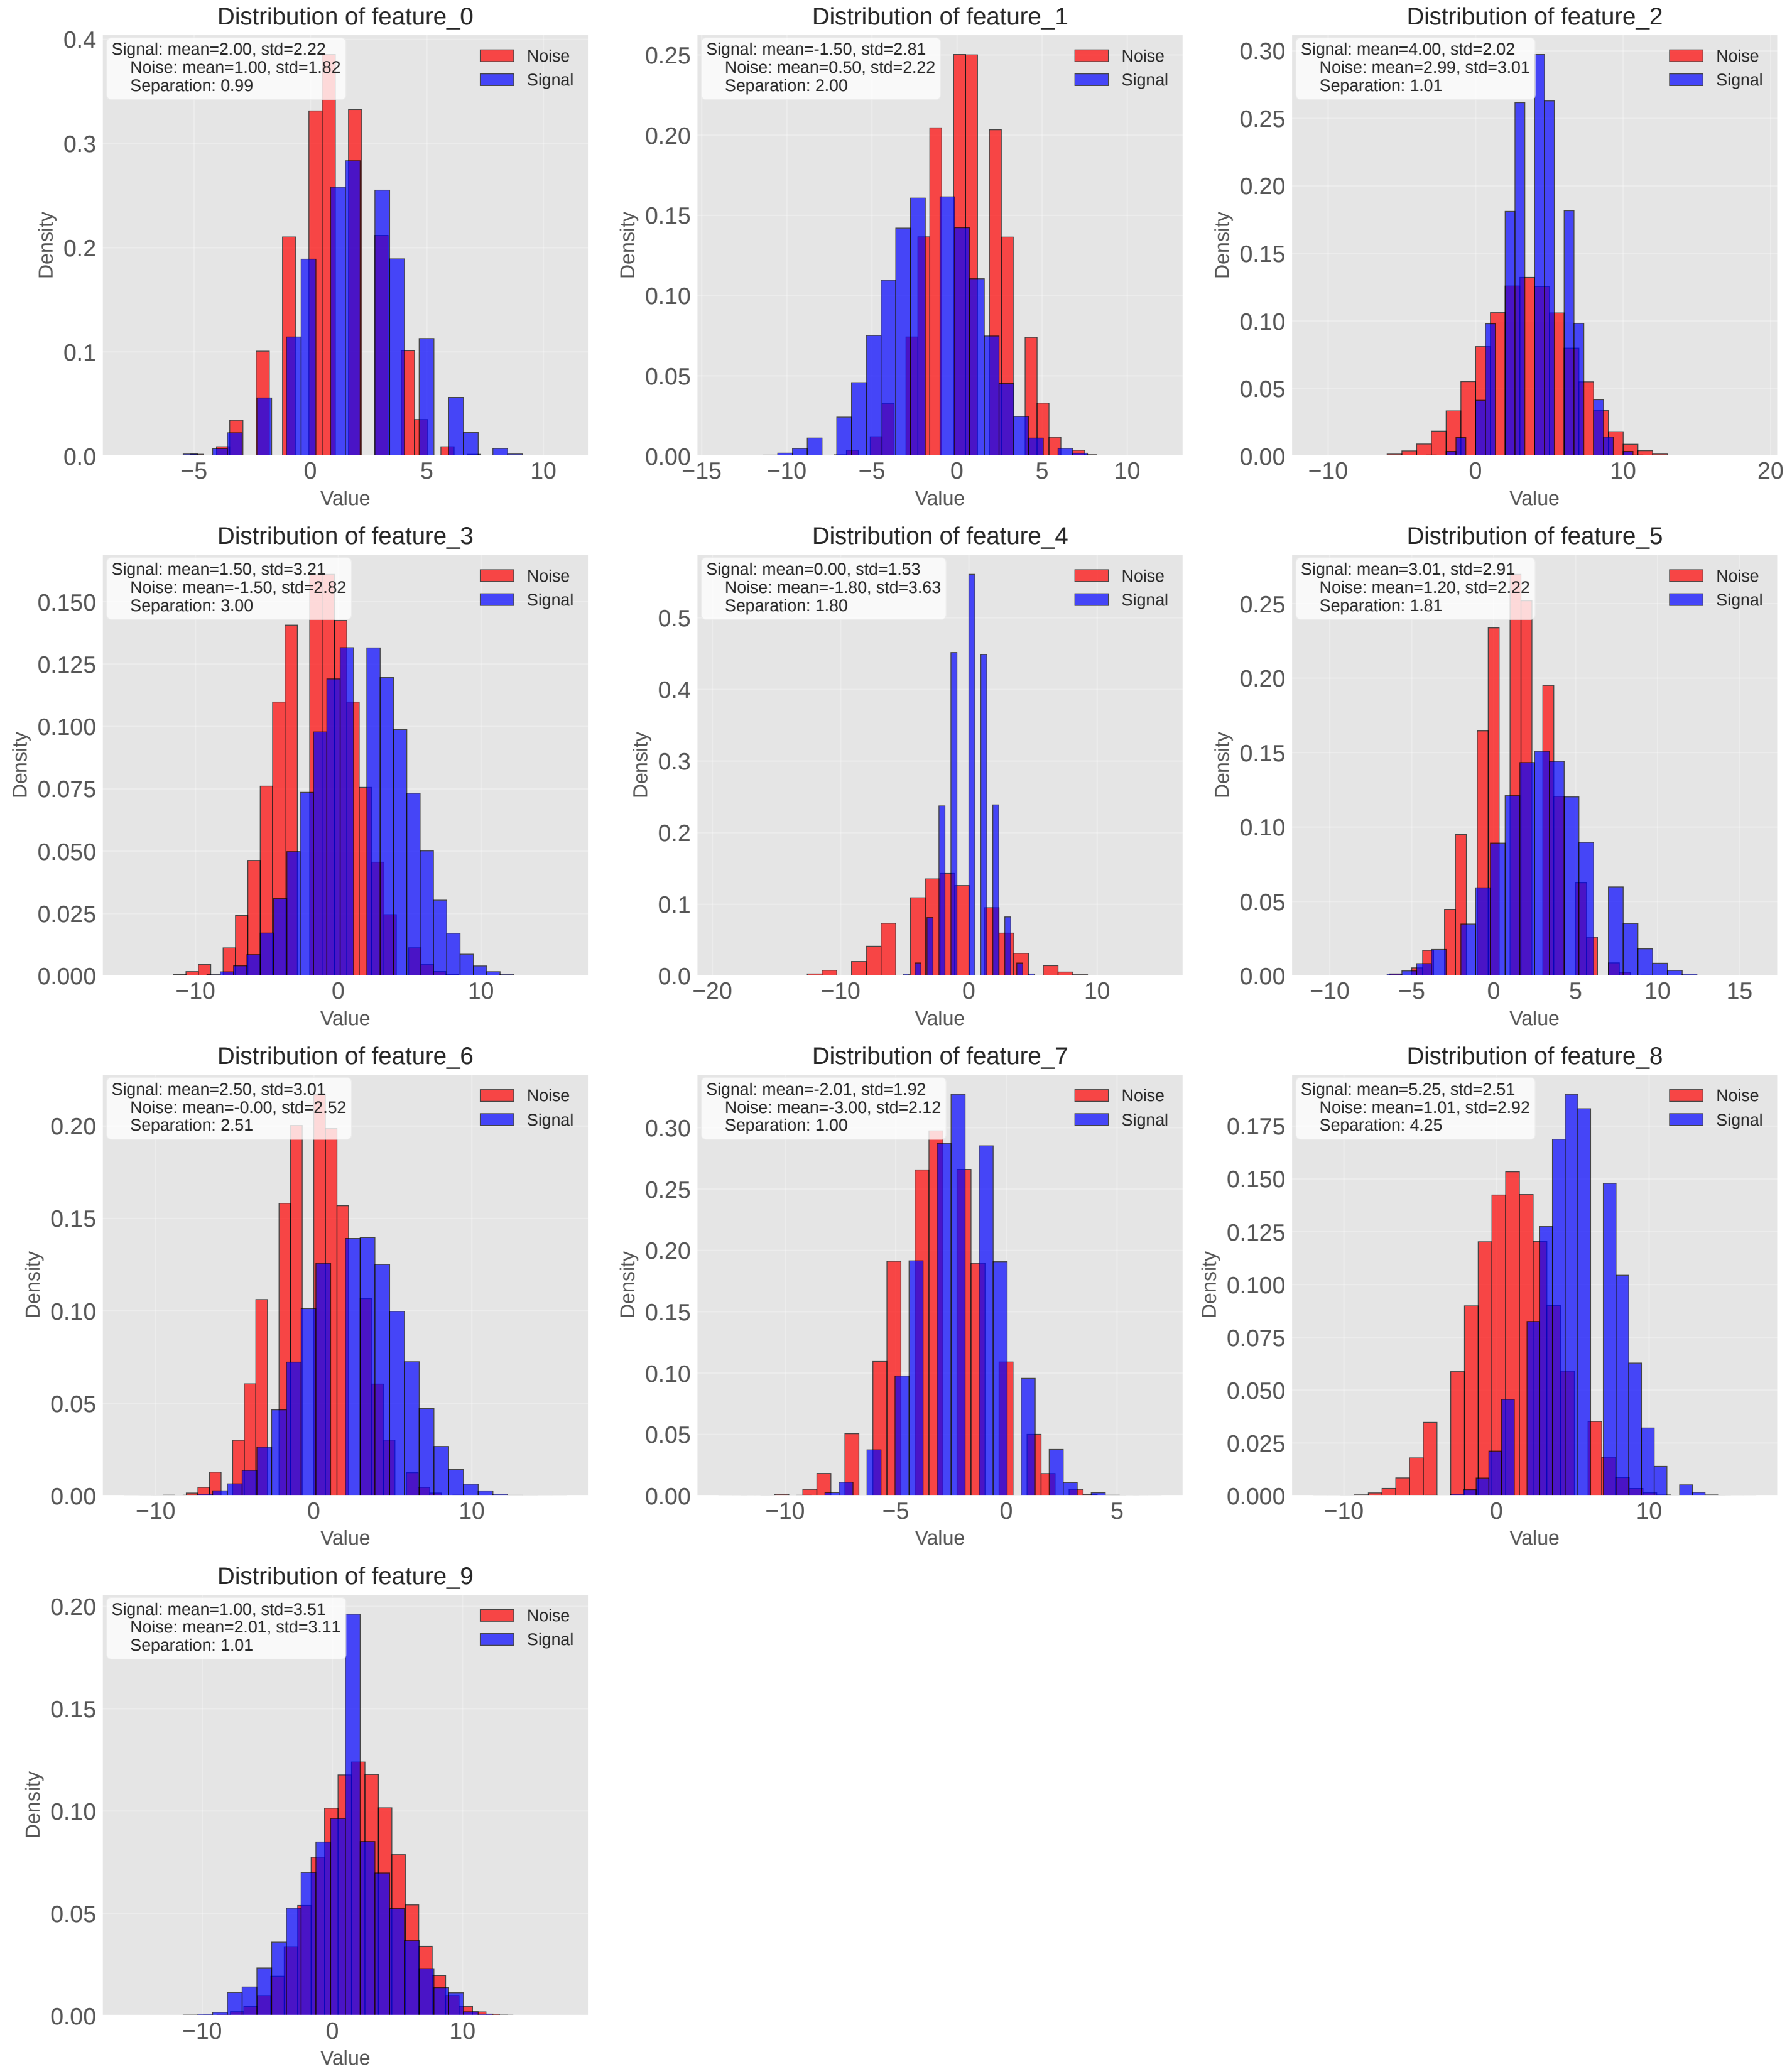 Distribution of feature_0
Signal: mean=2.00, std=2.22
Noise: mean=1.00, std=1.82
Separation: 0.99
Noise
Signal
0.4
0.3
0.2
0.1
0.0
Density
−5
0
5
10
Value
Distribution of feature_1
Signal: mean=-1.50, std=2.81
Noise: mean=0.50, std=2.22
Separation: 2.00
Noise
Signal
0.25
0.20
0.15
0.10
0.05
0.00
Density
−15
−10
−5
0
5
10
Value
Distribution of feature_2
Signal: mean=4.00, std=2.02
Noise: mean=2.99, std=3.01
Separation: 1.01
Noise
Signal
0.30
0.25
0.20
0.15
0.10
0.05
0.00
Density
−10
0
10
20
Value
Distribution of feature_3
Signal: mean=1.50, std=3.21
Noise: mean=-1.50, std=2.82
Separation: 3.00
Noise
Signal
0.150
0.125
0.100
0.075
0.050
0.025
0.000
Density
−10
0
10
Value
Distribution of feature_4
Signal: mean=0.00, std=1.53
Noise: mean=-1.80, std=3.63
Separation: 1.80
Noise
Signal
0.5
0.4
0.3
0.2
0.1
0.0
Density
−20
−10
0
10
Value
Distribution of feature_5
Signal: mean=3.01, std=2.91
Noise: mean=1.20, std=2.22
Separation: 1.81
Noise
Signal
0.25
0.20
0.15
0.10
0.05
0.00
Density
−10
−5
0
5
10
15
Value
Distribution of feature_6
Signal: mean=2.50, std=3.01
Noise: mean=-0.00, std=2.52
Separation: 2.51
Noise
Signal
0.20
0.15
0.10
0.05
0.00
Density
−10
0
10
Value
Distribution of feature_7
Signal: mean=-2.01, std=1.92
Noise: mean=-3.00, std=2.12
Separation: 1.00
Noise
Signal
0.30
0.25
0.20
0.15
0.10
0.05
0.00
Density
−10
−5
0
5
Value
Distribution of feature_8
Signal: mean=5.25, std=2.51
Noise: mean=1.01, std=2.92
Separation: 4.25
Noise
Signal
0.175
0.150
0.125
0.100
0.075
0.050
0.025
0.000
Density
−10
0
10
Value
Distribution of feature_9
Signal: mean=1.00, std=3.51
Noise: mean=2.01, std=3.11
Separation: 1.01
Noise
Signal
0.20
0.15
0.10
0.05
0.00
Density
−10
0
10
Value